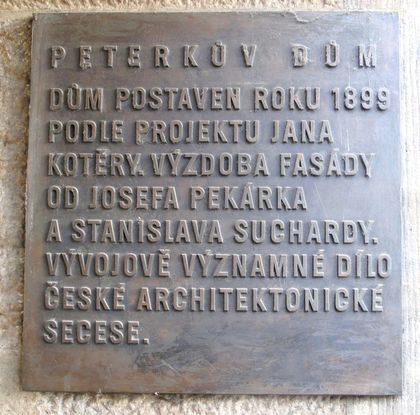 PETERKŮV DŮM
DŮM POSTAVEN ROKU 1899
PODLE PROJEKTU JANA
KOTĚRY. VÝZDOBA FASÁDY
OD JOSEFA PEKÁRKA
A STANISLAVA SUCHARDY.
VÝVOJOVĚ VÝZNAMNÉ DÍLO
ČESKÉ ARCHITEKTONICKÉ
SECESE.